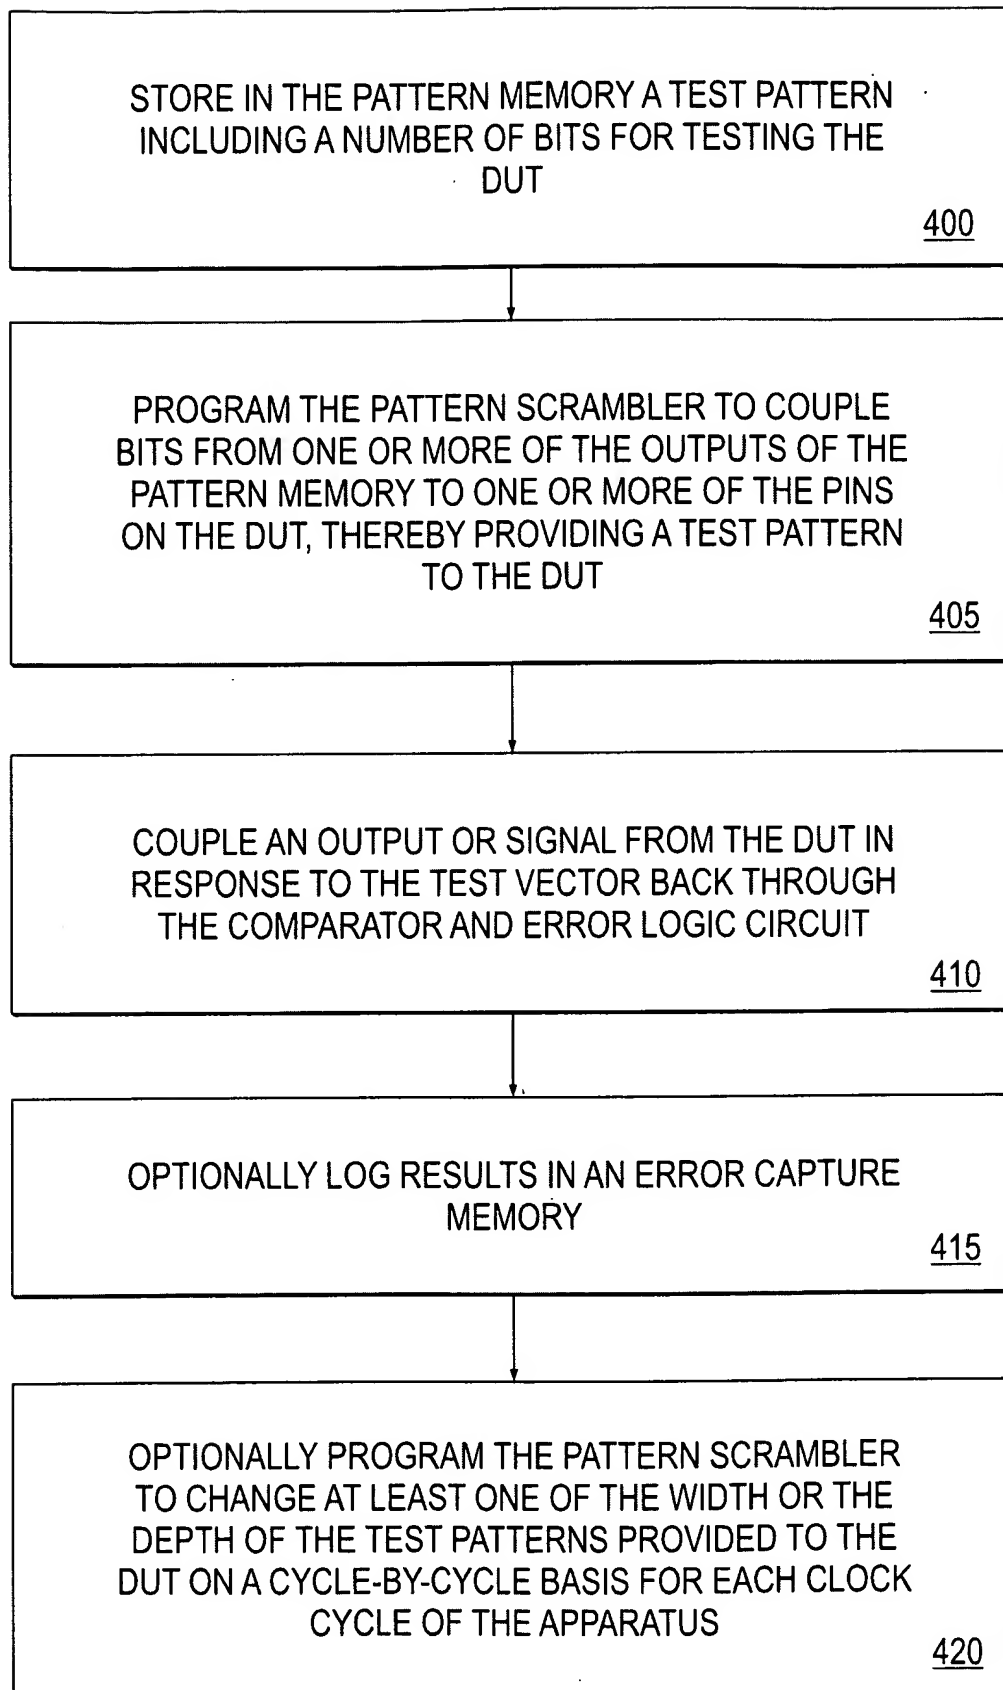 STORE IN THE PATTERN MEMORY A TEST PATTERN
INCLUDING A NUMBER OF BITS FOR TESTING THE
DUT
400
PROGRAM THE PATTERN SCRAMBLER TO COUPLE
BITS FROM ONE OR MORE OF THE OUTPUTS OF THE
PATTERN MEMORY TO ONE OR MORE OF THE PINS
ON THE DUT, THEREBY PROVIDING A TEST PATTERN
TO THE DUT
405
COUPLE AN OUTPUT OR SIGNAL FROM THE DUT IN
RESPONSE TO THE TEST VECTOR BACK THROUGH
THE COMPARATOR AND ERROR LOGIC CIRCUIT
410
OPTIONALLY LOG RESULTS IN AN ERROR CAPTURE
MEMORY
415
OPTIONALLY PROGRAM THE PATTERN SCRAMBLER
TO CHANGE AT LEAST ONE OF THE WIDTH OR THE
DEPTH OF THE TEST PATTERNS PROVIDED TO THE
DUT ON A CYCLE-BY-CYCLE BASIS FOR EACH CLOCK
CYCLE OF THE APPARATUS
420